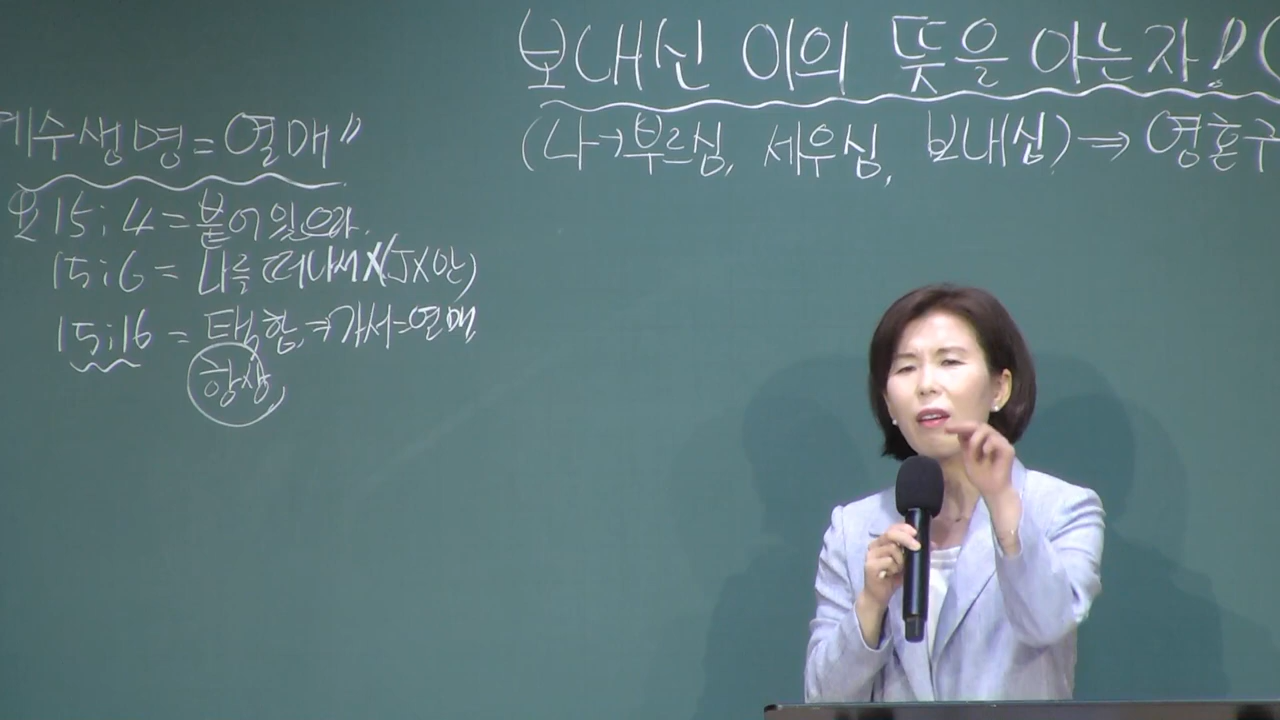 보내신 이의 뜻을 아는자! (
(나→부르심, 세우심, 보내심) ⇒ 영혼구
예수생명=열매"
요 15:4 = 붙어 있으라.
15:6 = 나를 떠나서X(JX안)
15:16 = 택함.⇒가서=열매
항상